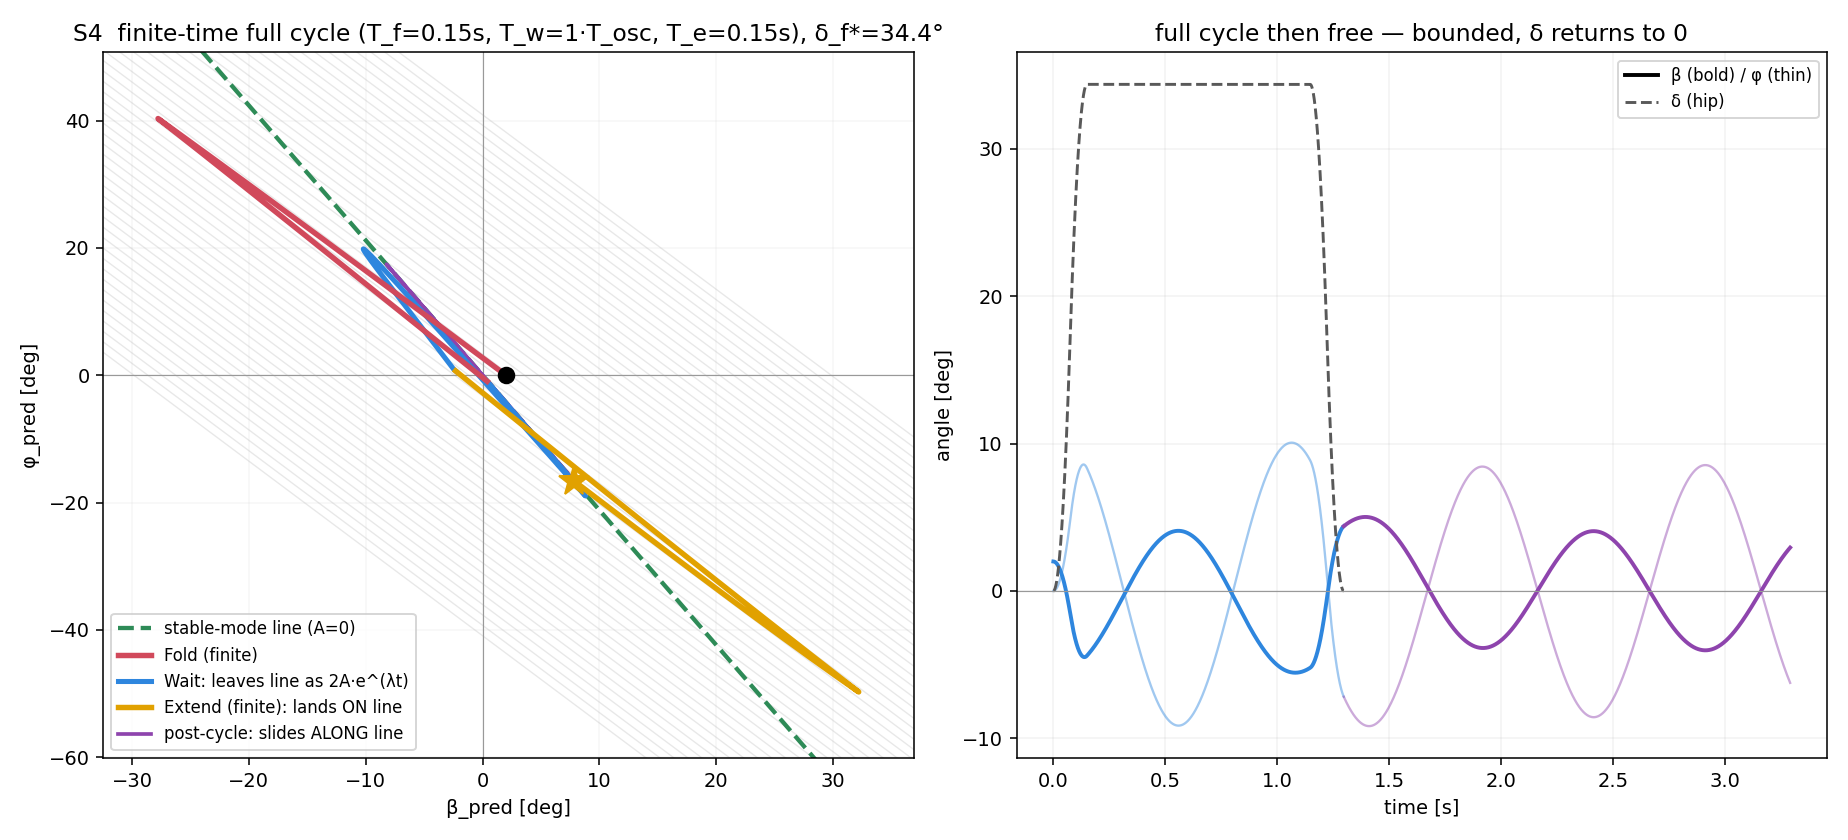 S4  finite-time full cycle (T_f=0.15s, T_w=1·T_osc, T_e=0.15s), δ_f*=34.4°
φ_pred [deg]
40
20
0
−20
−40
−60
stable-mode line (A=0)
Fold (finite)
Wait: leaves line as 2A·e^(λt)
Extend (finite): lands ON line
post-cycle: slides ALONG line
−30
−20
−10
0
10
20
30
β_pred [deg]
full cycle then free — bounded, δ returns to 0
β (bold) / φ (thin)
δ (hip)
angle [deg]
30
20
10
0
−10
0.0
0.5
1.0
1.5
2.0
2.5
3.0
time [s]